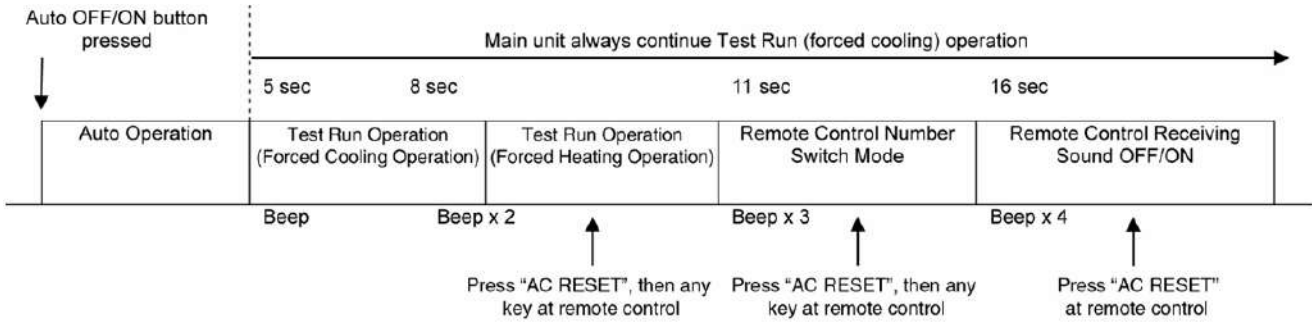 Auto OFF/ON button
pressed
Main unit always continue Test Run (forced cooling) operation
5 sec
8 sec
11 sec
16 sec
Auto Operation
Test Run Operation
(Forced Cooling Operation)
Test Run Operation
(Forced Heating Operation)
Remote Control Number
Switch Mode
Remote Control Receiving
Sound OFF/ON
Beep
Beep x 2
Beep x 3
Beep x 4
Press “AC RESET”, then any
key at remote control
Press “AC RESET”, then any
key at remote control
Press “AC RESET”
at remote control